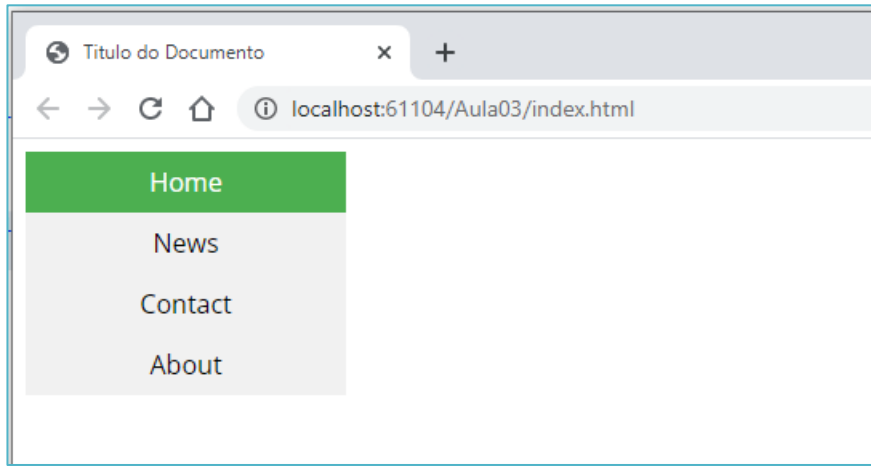 Titulo do Documento
localhost:61104/Aula03/index.html
Home
News
Contact
About